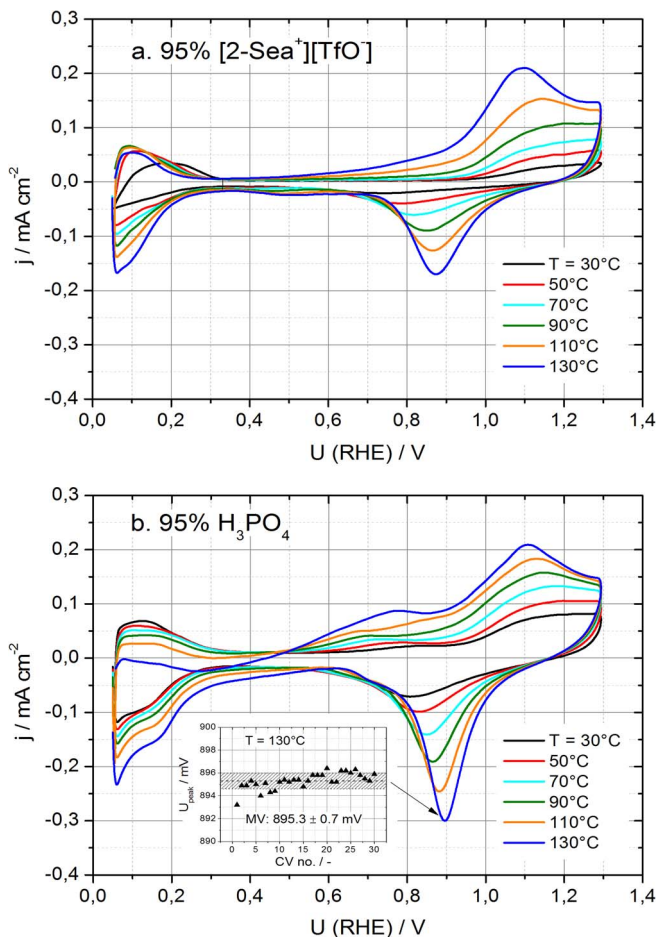 a. 95% [2-Sea⁺][TfO⁻]
0,3
0,2
0,1
0,0
-0,1
-0,2
-0,3
-0,4
j / mA cm⁻²
T = 30°C
50°C
70°C
90°C
110°C
130°C
0,0 0,2 0,4 0,6 0,8 1,0 1,2 1,4
U (RHE) / V
b. 95% H₃PO₄
0,3
0,2
0,1
0,0
-0,1
-0,2
-0,3
-0,4
j / mA cm⁻²
900
898
896
894
892
890
U_peak / mV
T = 130°C
MV: 895.3 ± 0.7 mV
0 5 10 15 20 25 30
CV no. / -
T = 30°C
50°C
70°C
90°C
110°C
130°C
0,0 0,2 0,4 0,6 0,8 1,0 1,2 1,4
U (RHE) / V